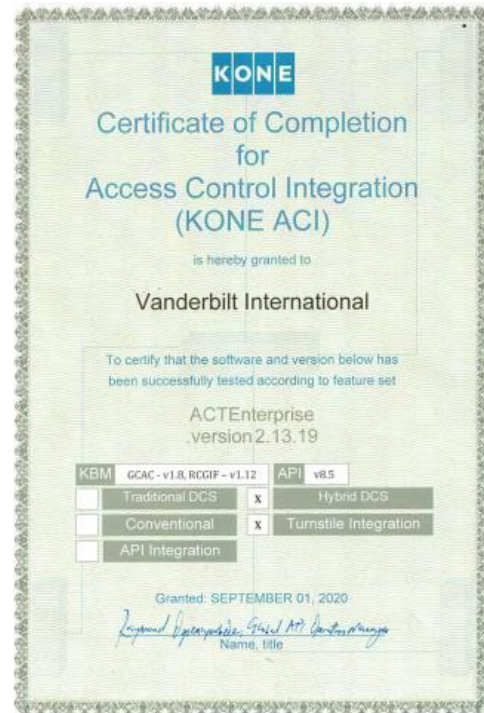 KONE
Certificate of Completion
for
Access Control Integration
(KONE ACI)
is hereby granted to
Vanderbilt International
To certify that the software and version below has
been successfully tested according to feature set
ACTEnterprise
.version 2.13.19
KBM GCAC - v1.8, RCGIF – v1.12 API v8.5
Traditional DCS x Hybrid DCS
Conventional x Turnstile Integration
API Integration
Granted: SEPTEMBER 01, 2020
Global API Manager
Name, title